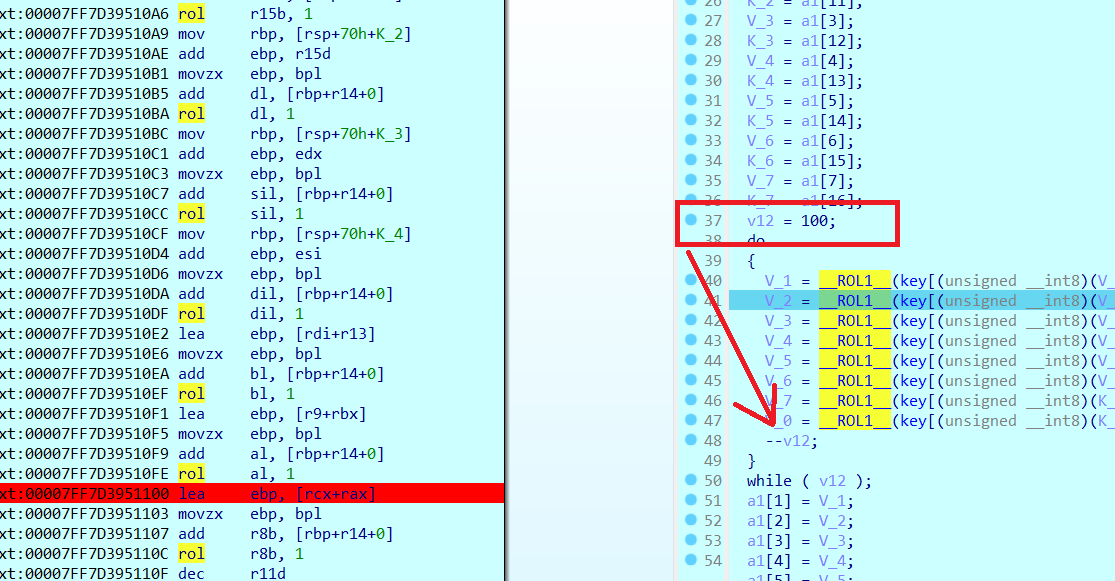 xt:00007FF7D39510A6 rol r15b, 1
xt:00007FF7D39510A9 mov rbp, [rsp+70h+K_2]
xt:00007FF7D39510AE add ebp, r15d
xt:00007FF7D39510B1 movzx ebp, bpl
xt:00007FF7D39510B5 add dl, [rbp+r14+0]
xt:00007FF7D39510BA rol dl, 1
xt:00007FF7D39510BC mov rbp, [rsp+70h+K_3]
xt:00007FF7D39510C1 add ebp, edx
xt:00007FF7D39510C3 movzx ebp, bpl
xt:00007FF7D39510C7 add sil, [rbp+r14+0]
xt:00007FF7D39510CC rol sil, 1
xt:00007FF7D39510CF mov rbp, [rsp+70h+K_4]
xt:00007FF7D39510D4 add ebp, esi
xt:00007FF7D39510D6 movzx ebp, bpl
xt:00007FF7D39510DA add dil, [rbp+r14+0]
xt:00007FF7D39510DF rol dil, 1
xt:00007FF7D39510E2 lea ebp, [rdi+r13]
xt:00007FF7D39510E6 movzx ebp, bpl
xt:00007FF7D39510EA add bl, [rbp+r14+0]
xt:00007FF7D39510EF rol bl, 1
xt:00007FF7D39510F1 lea ebp, [r9+rbx]
xt:00007FF7D39510F5 movzx ebp, bpl
xt:00007FF7D39510F9 add al, [rbp+r14+0]
xt:00007FF7D39510FE rol al, 1
xt:00007FF7D3951100 lea ebp, [rcx+rax]
xt:00007FF7D3951103 movzx ebp, bpl
xt:00007FF7D3951107 add r8b, [rbp+r14+0]
xt:00007FF7D395110C rol r8b, 1
xt:00007FF7D395110F dec r11d
26 K_2 = a1[11];
27 V_3 = a1[3];
28 K_3 = a1[12];
29 V_4 = a1[4];
30 K_4 = a1[13];
31 V_5 = a1[5];
32 K_5 = a1[14];
33 V_6 = a1[6];
34 K_6 = a1[15];
35 V_7 = a1[7];
36 K_7 = a1[16];
37 v12 = 100;
38 do
39 {
40 V_1 = __ROL1__(key[(unsigned __int8)(V_
41 V_2 = __ROL1__(key[(unsigned __int8)(V_
42 V_3 = __ROL1__(key[(unsigned __int8)(V_
43 V_4 = __ROL1__(key[(unsigned __int8)(V_
44 V_5 = __ROL1__(key[(unsigned __int8)(V_
45 V_6 = __ROL1__(key[(unsigned __int8)(V_
46 V_7 = __ROL1__(key[(unsigned __int8)(K_
47 V_0 = __ROL1__(key[(unsigned __int8)(K_
48 --v12;
49 }
50 while ( v12 );
51 a1[1] = V_1;
52 a1[2] = V_2;
53 a1[3] = V_3;
54 a1[4] = V_4;
a1[5] = V_5;